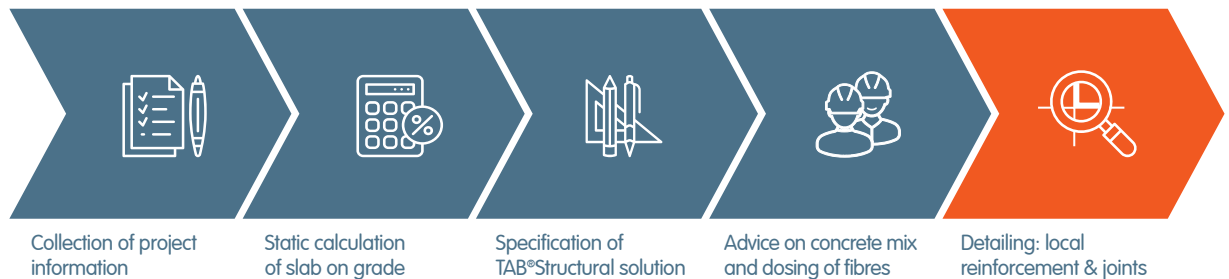 Collection of project
information
Static calculation
of slab on grade
Specification of
TAB®Structural solution
Advice on concrete mix
and dosing of fibres
Detailing: local
reinforcement & joints